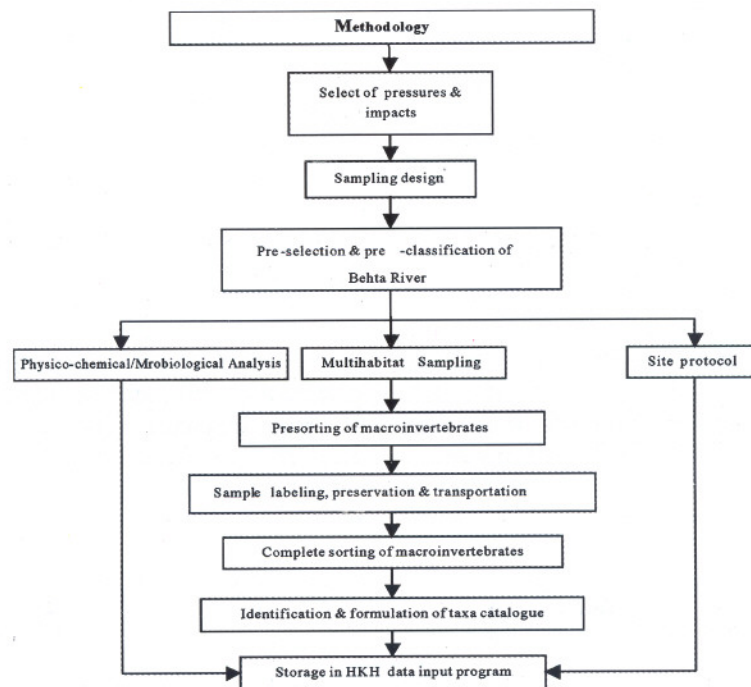 Methodology
Select of pressures &
impacts
Sampling design
Pre-selection & pre -classification of
Behta River
Physico-chemical/Mrobiological Analysis
Multihabitat Sampling
Site protocol
Presorting of macroinvertebrates
Sample labeling, preservation & transportation
Complete sorting of macroinvertebrates
Identification & formulation of taxa catalogue
Storage in HKH data input program